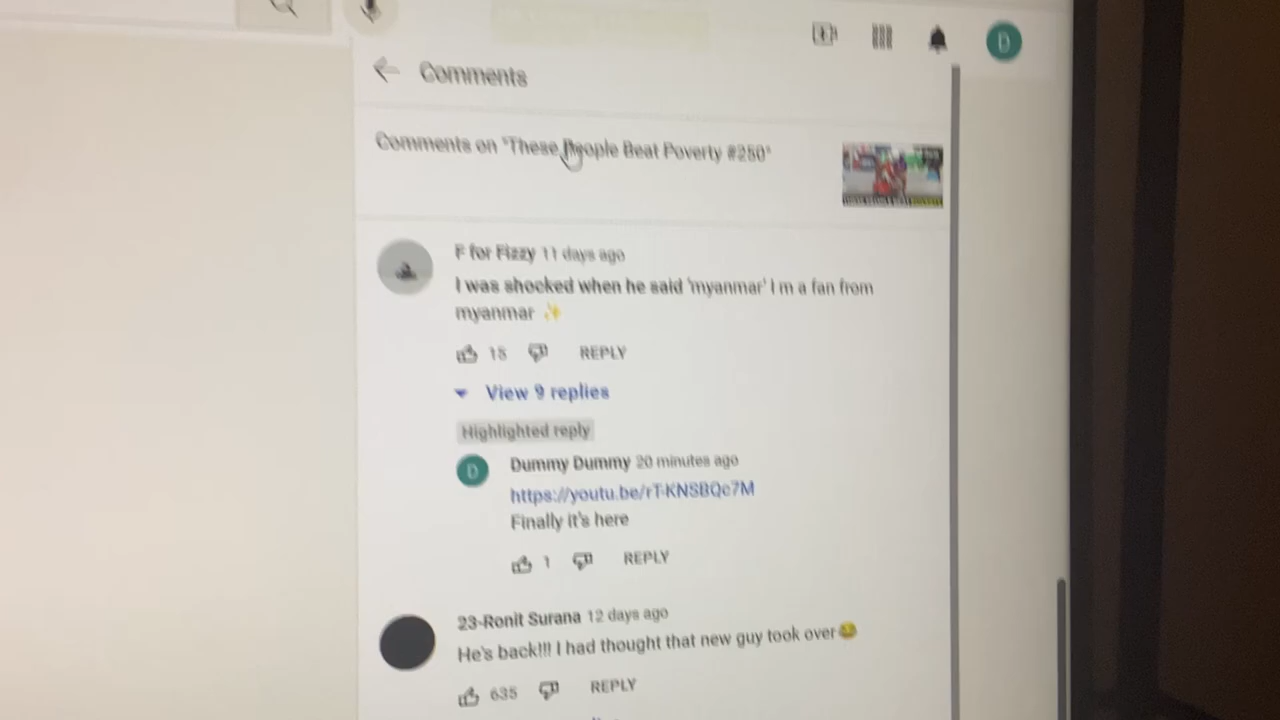 Comments
Comments on "These People Beat Poverty #250"
F for Fizzy 11 days ago
I was shocked when he said 'myanmar' I m a fan from
myanmar ✨
15 REPLY
View 9 replies
Highlighted reply
D Dummy Dummy 20 minutes ago
https://youtu.be/rT-KNSBQc7M
Finally it's here
1 REPLY
23-Ronit Surana 12 days ago
He's back!!! I had thought that new guy took over😂
635 REPLY
D